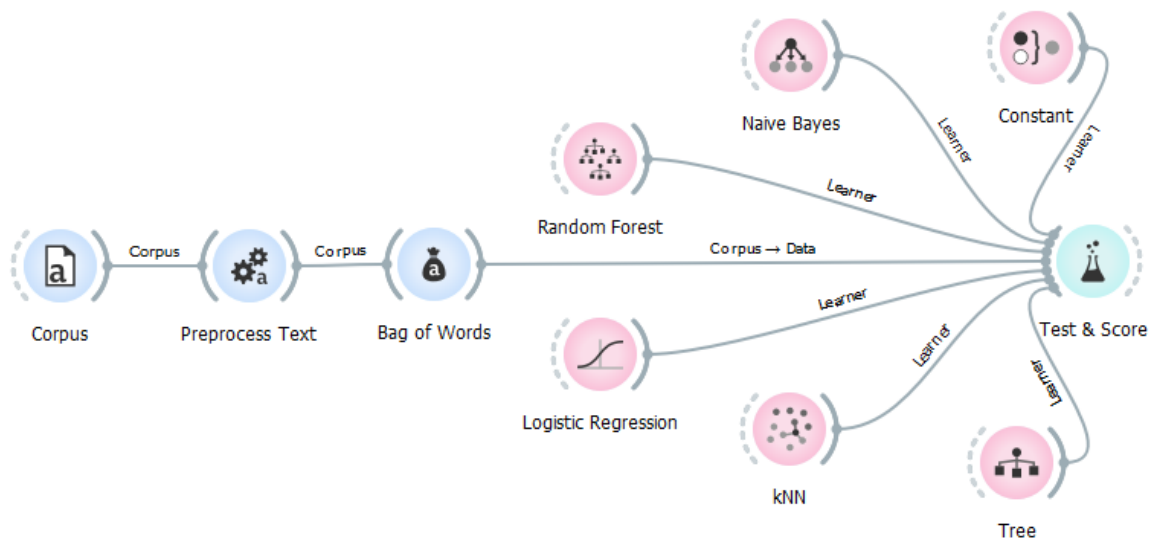 Naive Bayes
Constant
Learner
Learner
Random Forest
Learner
Corpus
Corpus
Corpus → Data
a
a
a
Corpus
Preprocess Text
Bag of Words
Test & Score
Learner
Learner
Learner
Logistic Regression
kNN
Tree